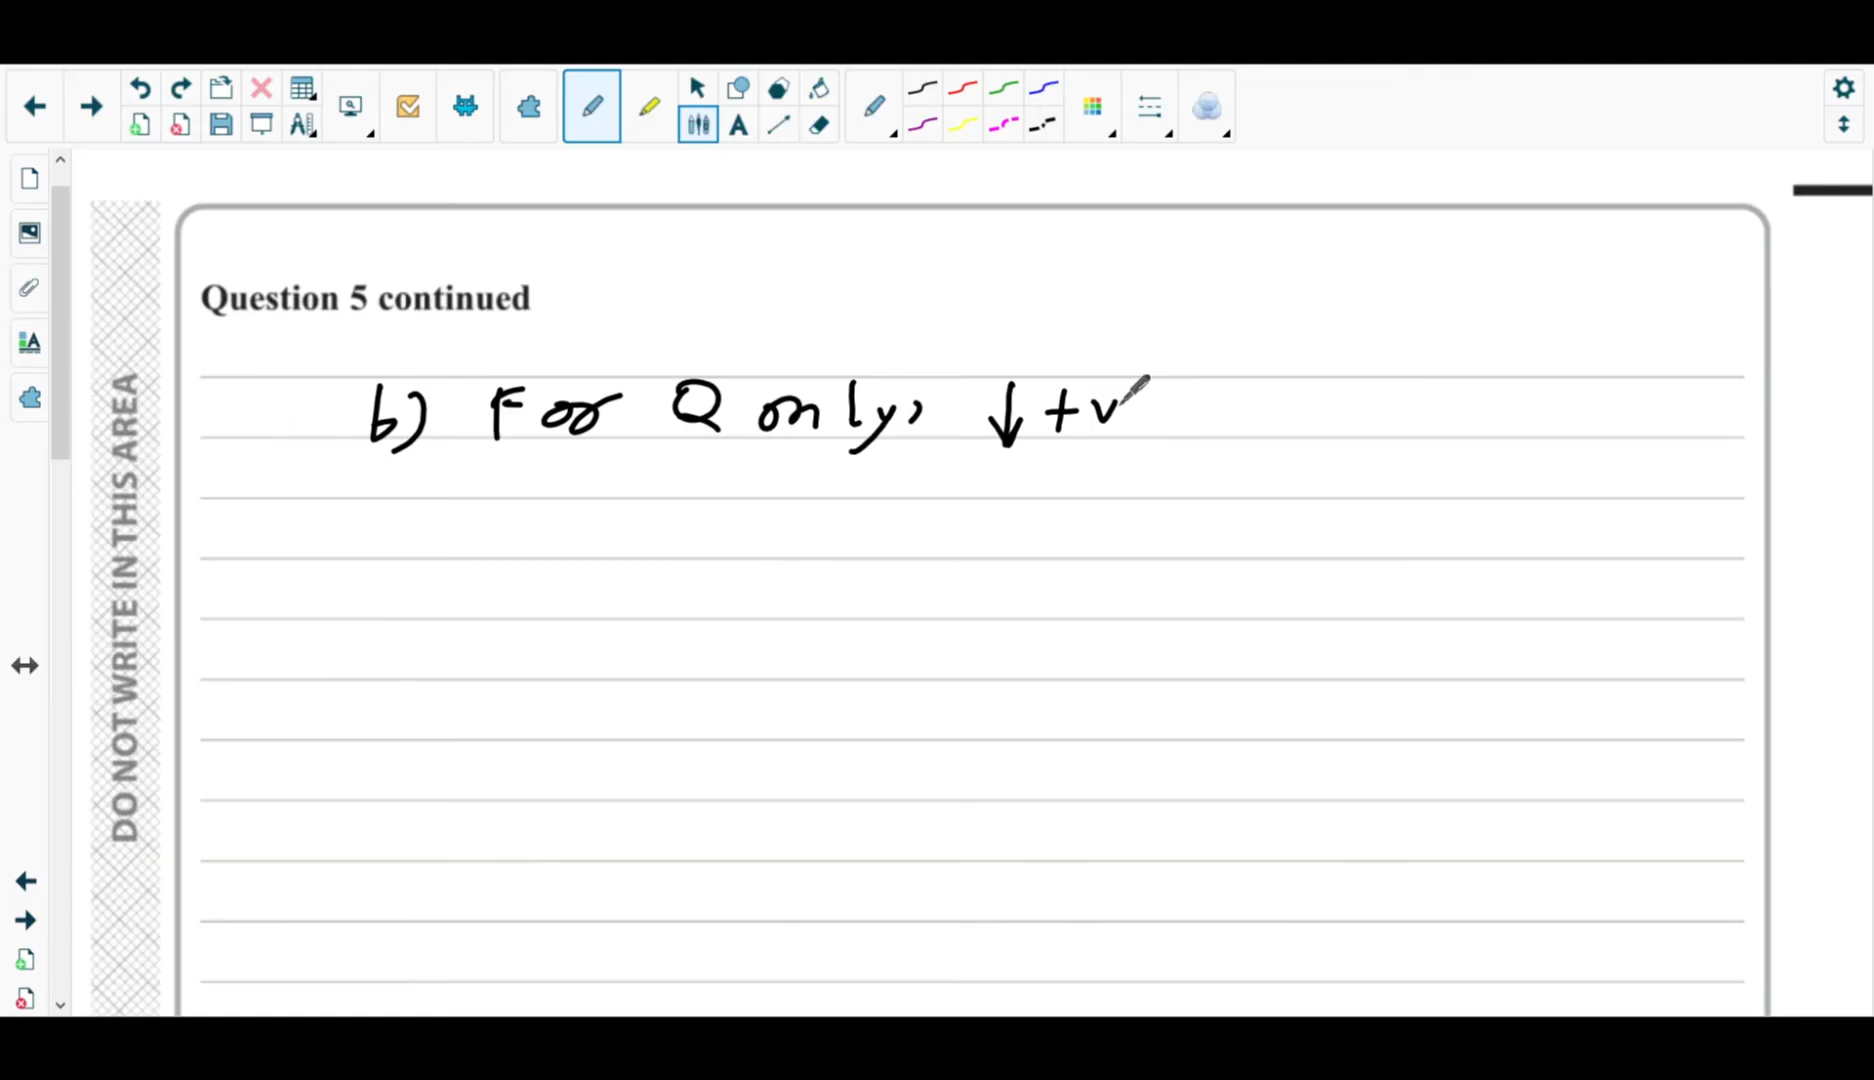 Question 5 continued
b) For Q only, ↓ +v
DO NOT WRITE IN THIS AREA